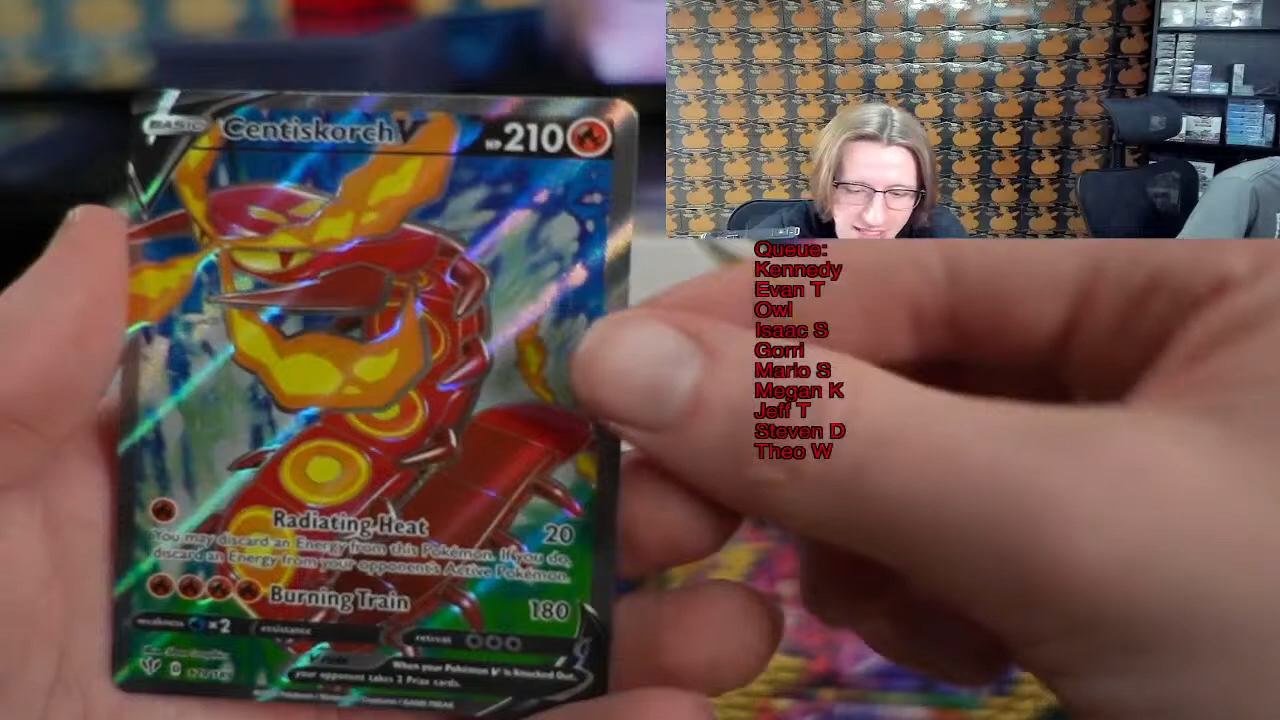 BASIC Centiskorch V HP 210
Radiating Heat 20
You may discard an Energy from this Pokémon. If you do,
discard an Energy from your opponent's Active Pokémon.
Burning Train 180
weakness ×2 resistance retreat
When your Pokémon V is Knocked Out,
your opponent takes 2 Prize cards.
Queue:
Kennedy
Evan T
Owl
Isaac S
Gorri
Mario S
Megan K
Jeff T
Steven D
Theo W